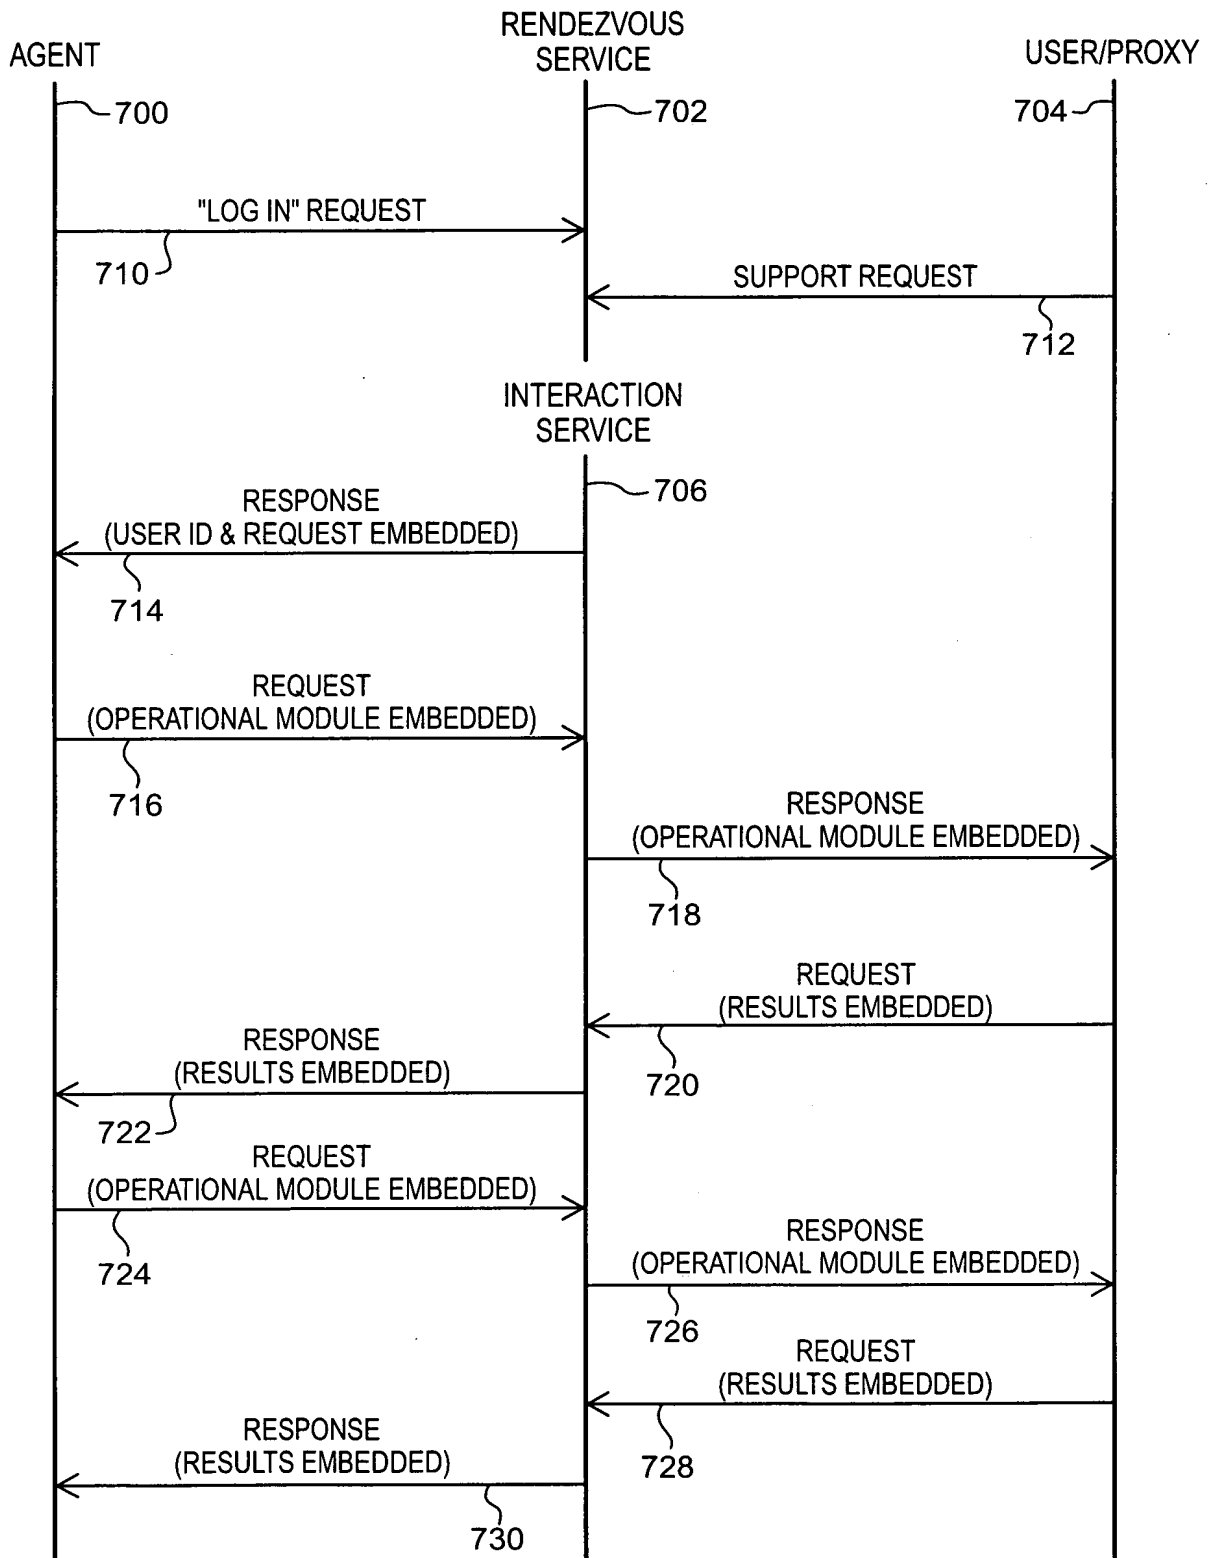 RENDEZVOUS
SERVICE
AGENT
USER/PROXY
700
702
704
"LOG IN" REQUEST
710
SUPPORT REQUEST
712
INTERACTION
SERVICE
706
RESPONSE
(USER ID & REQUEST EMBEDDED)
714
REQUEST
(OPERATIONAL MODULE EMBEDDED)
716
RESPONSE
(OPERATIONAL MODULE EMBEDDED)
718
REQUEST
(RESULTS EMBEDDED)
720
RESPONSE
(RESULTS EMBEDDED)
722
REQUEST
(OPERATIONAL MODULE EMBEDDED)
724
RESPONSE
(OPERATIONAL MODULE EMBEDDED)
726
REQUEST
(RESULTS EMBEDDED)
728
RESPONSE
(RESULTS EMBEDDED)
730